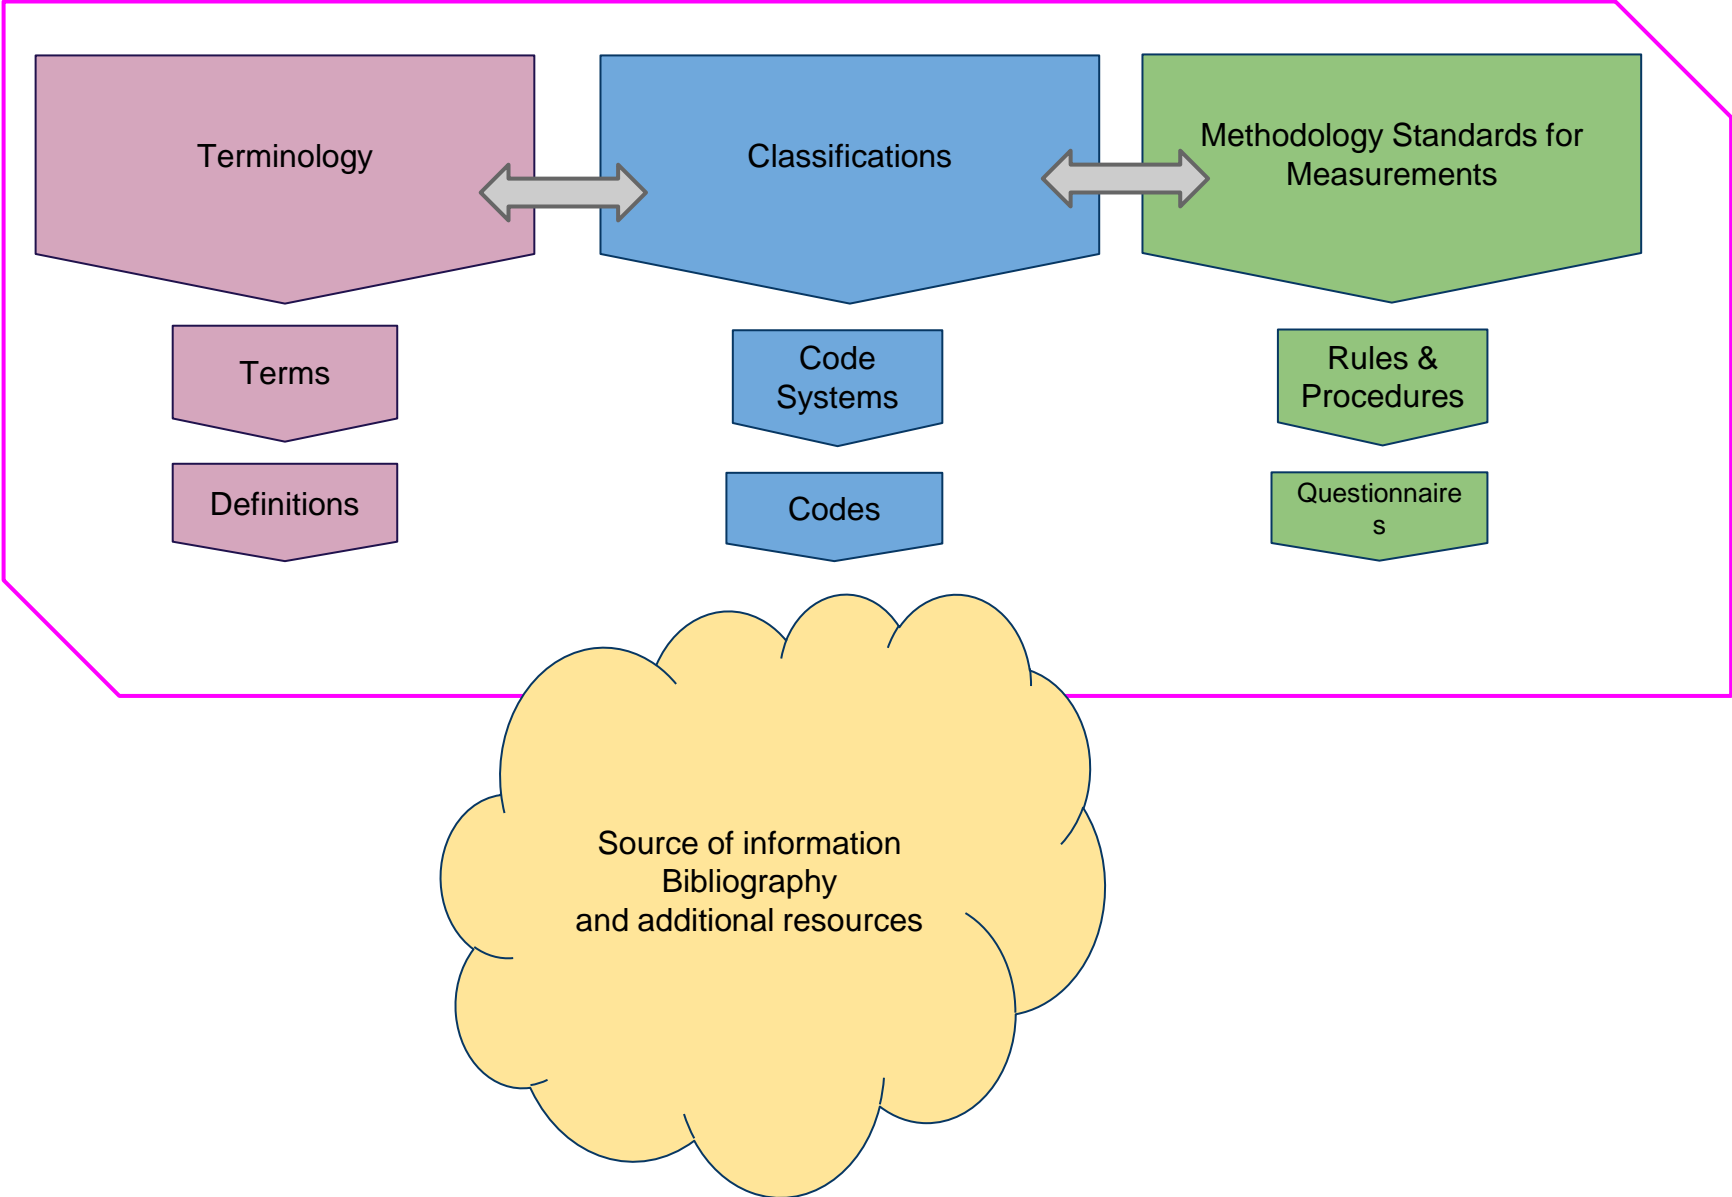 Terminology
Classifications
Methodology Standards for
Measurements
Terms
Code
Systems
Rules &
Procedures
Definitions
Codes
Questionnaire
s
Source of information
Bibliography
and additional resources